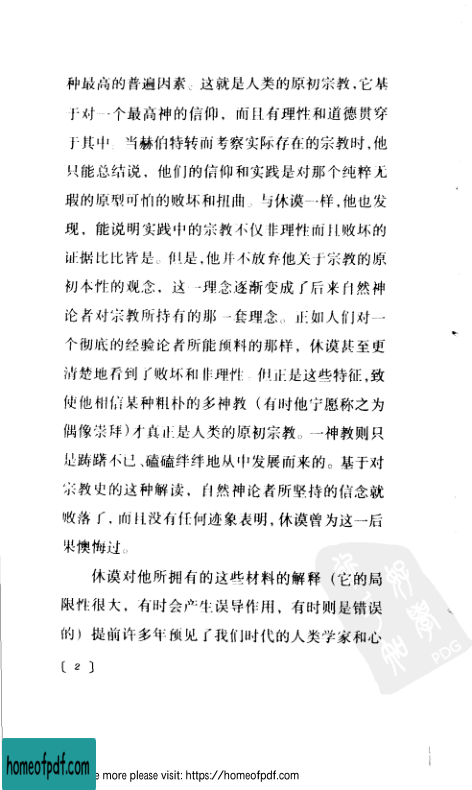 种最高的普遍因素。这就是人类的原初宗教,它基
于对一个最高神的信仰，而且有理性和道德贯穿
于其中。当赫伯特转而考察实际存在的宗教时,他
只能总结说，他们的信仰和实践是对那个纯粹无
瑕的原型可怕的败坏和扭曲。与休谟一样,他也发
现，能说明实践中的宗教不仅非理性而且败坏的
证据比比皆是。但是,他并不放弃他关于宗教的原
初本性的观念，这一理念逐渐变成了后来自然神
论者对宗教所持有的那一套理念。正如人们对一
个彻底的经验论者所能预料的那样，休谟甚至更
清楚地看到了败坏和非理性。但正是这些特征,致
使他相信某种粗朴的多神教（有时他宁愿称之为
偶像崇拜)才真正是人类的原初宗教。一神教则只
是踌躇不已、磕磕绊绊地从中发展而来的。基于对
宗教史的这种解读，自然神论者所坚持的信念就
败落了，而且没有任何迹象表明,休谟曾为这一后
果懊悔过。
休谟对他所拥有的这些材料的解释（它的局
限性很大，有时会产生误导作用，有时则是错误
的）提前许多年预见了我们时代的人类学家和心
〔 2 〕
PDG
homeofpdf.com
e more please visit: https://homeofpdf.com